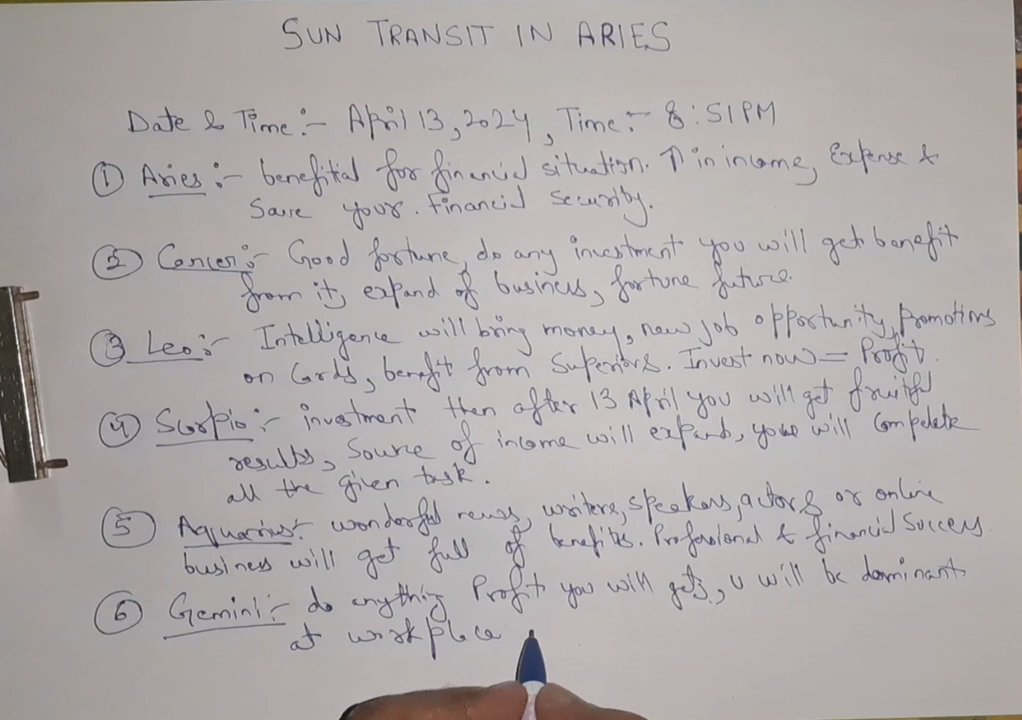 SUN TRANSIT IN ARIES
Date & Time :- April 13, 2024, Time :- 8:51PM
① Aries :- benefitial for financial situation. ↑ in income, Expense &
Save your. Financial Security.
② Cancer :- Good fortune, do any investment you will get benefit
from it, expand of business, fortune future.
③ Leo :- Intelligence will bring money, new job opportunity, promotions
on Cards, benefit from Superiors. Invest now = Profit.
④ Scorpio :- investment then after 13 April you will get fruitful
results, Source of income will expand, you will Compelete
all the given task.
⑤ Aquarius :- wonderful news, writers, speakers, actors or online
business will get full of benefits. Professional & financial Success.
⑥ Gemini :- do anything Profit you will gets, u will be dominant
at workplace